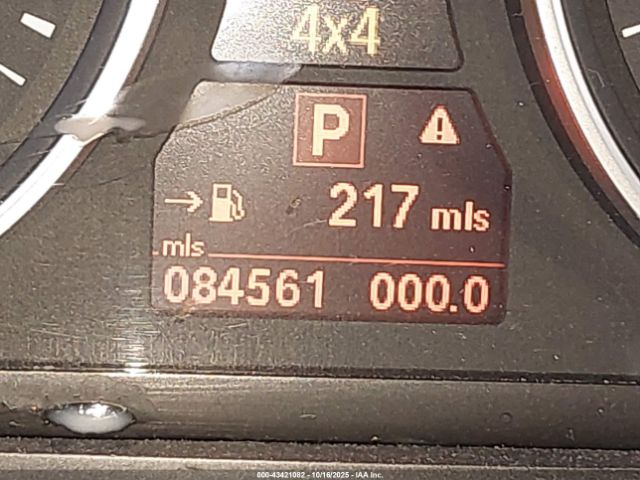 4x4
P
217 mls
mls
084561 000.0
000-43421082 | 10/16/2025 | IAA Inc.